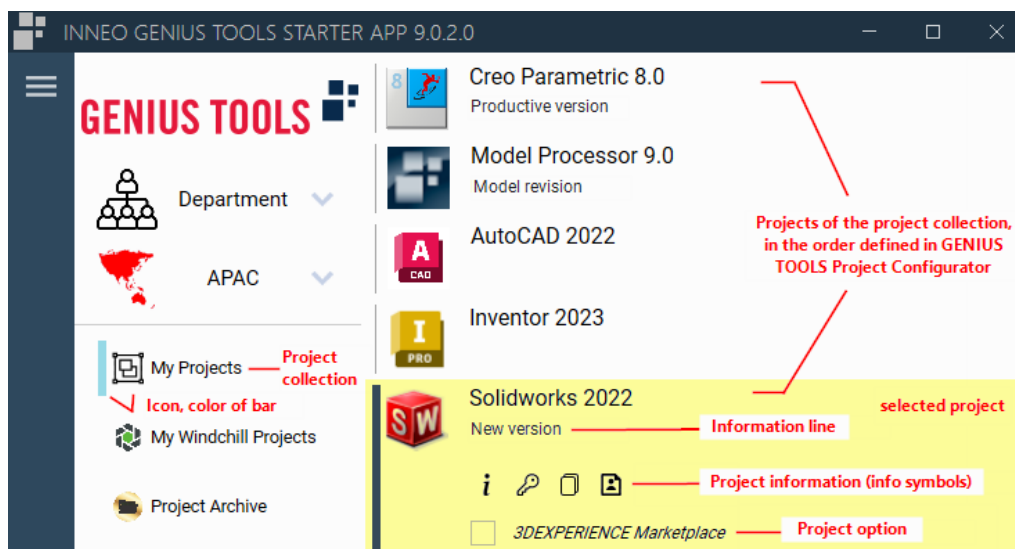 INNEO GENIUS TOOLS STARTER APP 9.0.2.0
GENIUS TOOLS
Department
APAC
My Projects
Project
collection
Icon, color of bar
My Windchill Projects
Project Archive
8
Creo Parametric 8.0
Productive version
Model Processor 9.0
Model revision
A
CAD
AutoCAD 2022
Projects of the project collection,
in the order defined in GENIUS
TOOLS Project Configurator
I
PRO
Inventor 2023
SW
Solidworks 2022
selected project
New version
Information line
i
Project information (info symbols)
3DEXPERIENCE Marketplace
Project option